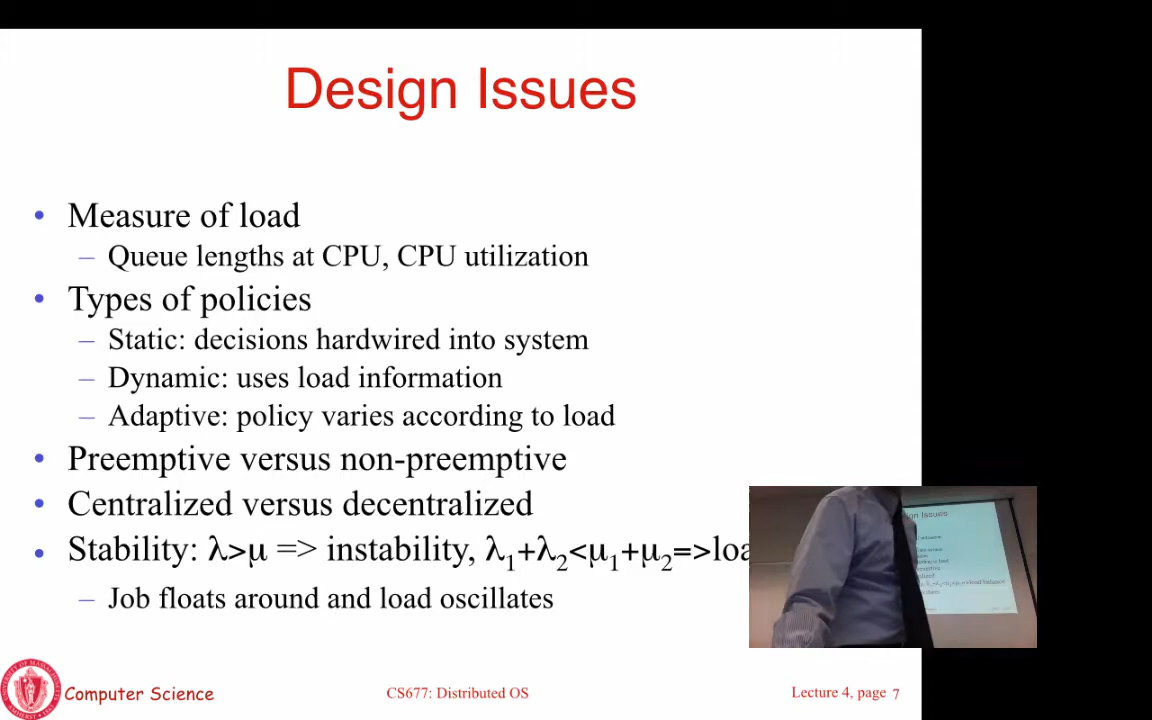 Design Issues
• Measure of load
– Queue lengths at CPU, CPU utilization
• Types of policies
– Static: decisions hardwired into system
– Dynamic: uses load information
– Adaptive: policy varies according to load
• Preemptive versus non-preemptive
• Centralized versus decentralized
• Stability: λ>μ => instability, λ₁+λ₂<μ₁+μ₂=>loa
– Job floats around and load oscillates
Computer Science
CS677: Distributed OS
Lecture 4, page 7